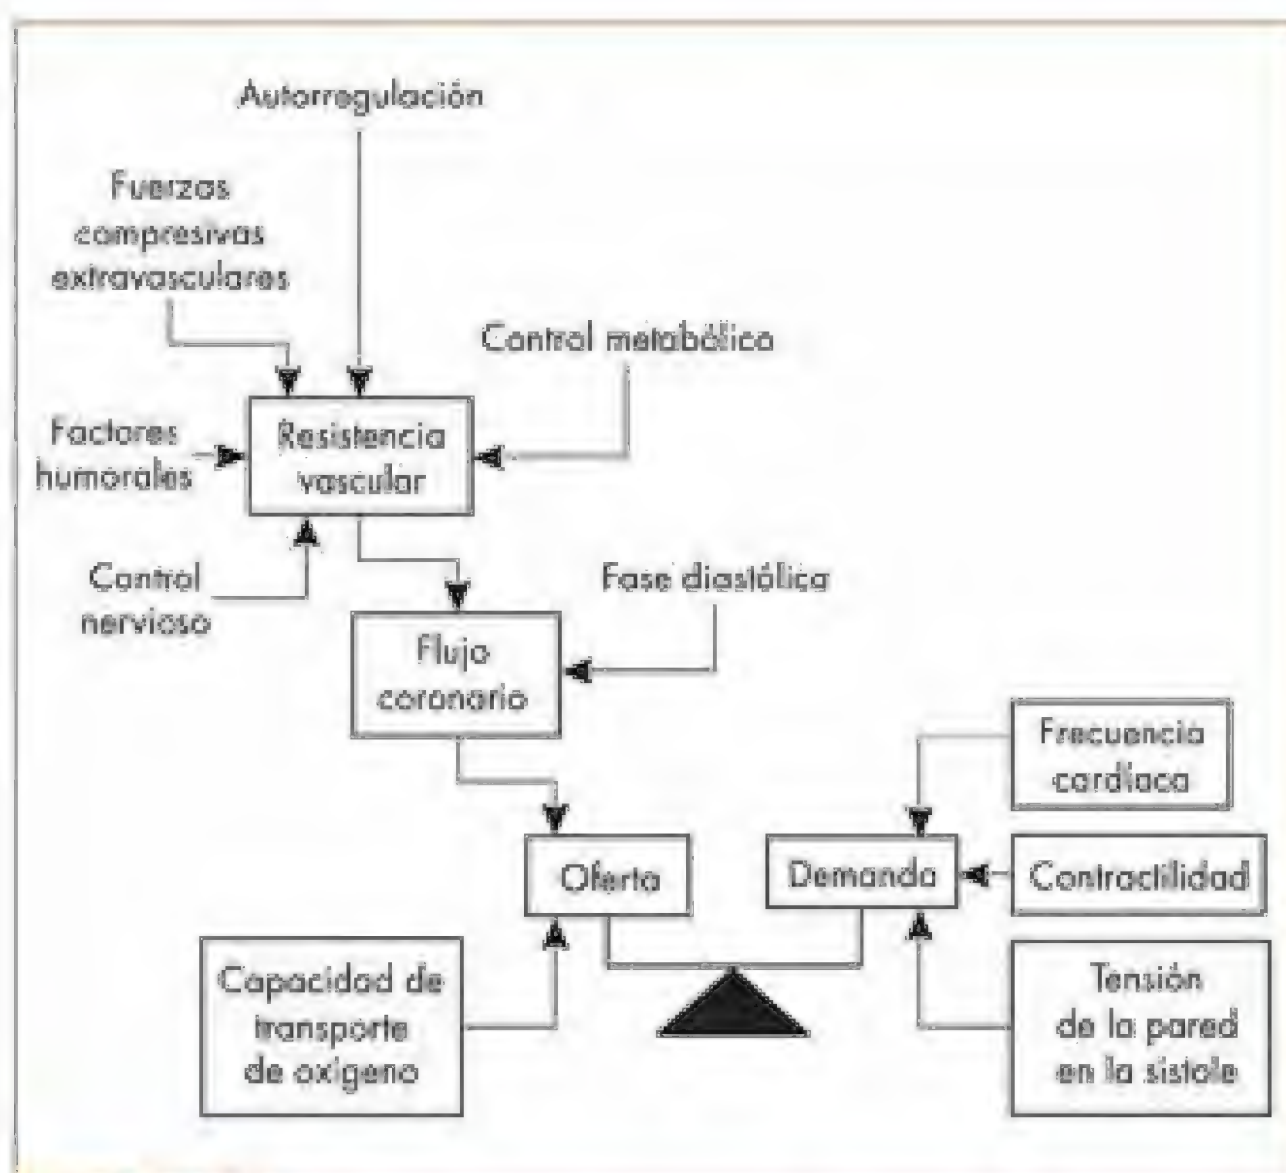 Autorregulación
Fuerzas
compresivas
extravasculares
Control metabólico
Factores
humorales
Resistencia
vascular
Control
nervioso
Fase diastólica
Flujo
coronario
Frecuencia
cardíaca
Oferta
Demanda
Contractilidad
Capacidad de
transporte
de oxígeno
Tensión
de la pared
en la sístole